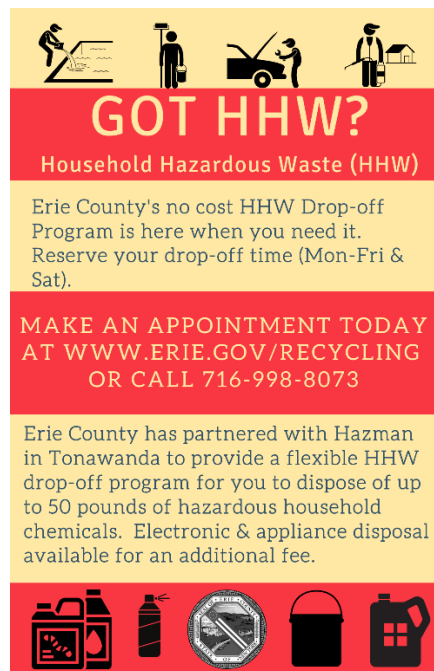 GOT HHW?
Household Hazardous Waste (HHW)
Erie County's no cost HHW Drop-off
Program is here when you need it.
Reserve your drop-off time (Mon-Fri &
Sat).
MAKE AN APPOINTMENT TODAY
AT WWW.ERIE.GOV/RECYCLING
OR CALL 716-998-8073
Erie County has partnered with Hazman
in Tonawanda to provide a flexible HHW
drop-off program for you to dispose of up
to 50 pounds of hazardous household
chemicals.  Electronic & appliance disposal
available for an additional fee.